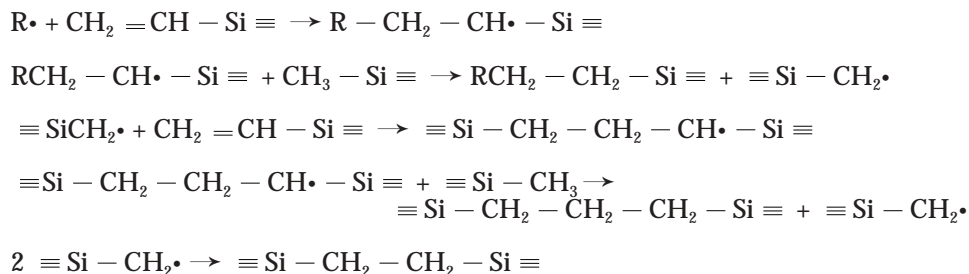 R• + CH₂ = CH − Si ≡ → R − CH₂ − CH• − Si ≡
RCH₂ − CH• − Si ≡ + CH₃ − Si ≡ → RCH₂ − CH₂ − Si ≡ + ≡ Si − CH₂•
≡ SiCH₂• + CH₂ = CH − Si ≡ → ≡ Si − CH₂ − CH₂ − CH• − Si ≡
≡ Si − CH₂ − CH₂ − CH• − Si ≡ + ≡ Si − CH₃ →
≡ Si − CH₂ − CH₂ − CH₂ − Si ≡ + ≡ Si − CH₂•
2 ≡ Si − CH₂• → ≡ Si − CH₂ − CH₂ − Si ≡